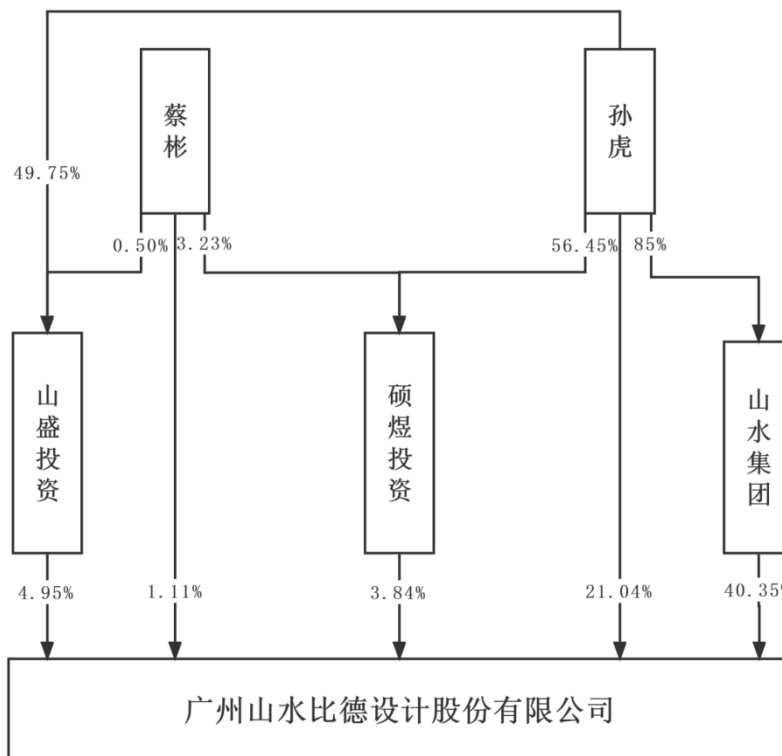 蔡彬
孙虎
49.75%
0.50%
3.23%
56.45%
85%
山盛投资
硕煜投资
山水集团
4.95%
1.11%
3.84%
21.04%
40.35%
广州山水比德设计股份有限公司